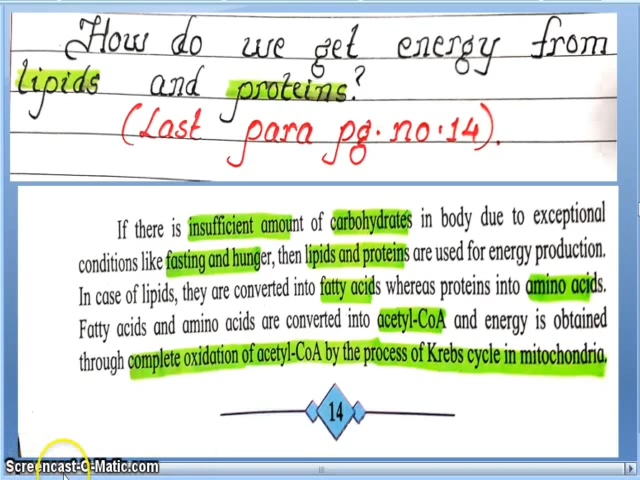 How do we get energy from
lipids and proteins?
(Last para pg. no. 14).
If there is insufficient amount of carbohydrates in body due to exceptional
conditions like fasting and hunger, then lipids and proteins are used for energy production.
In case of lipids, they are converted into fatty acids whereas proteins into amino acids.
Fatty acids and amino acids are converted into acetyl-CoA and energy is obtained
through complete oxidation of acetyl-CoA by the process of Krebs cycle in mitochondria.
14
Screencast-O-Matic.com